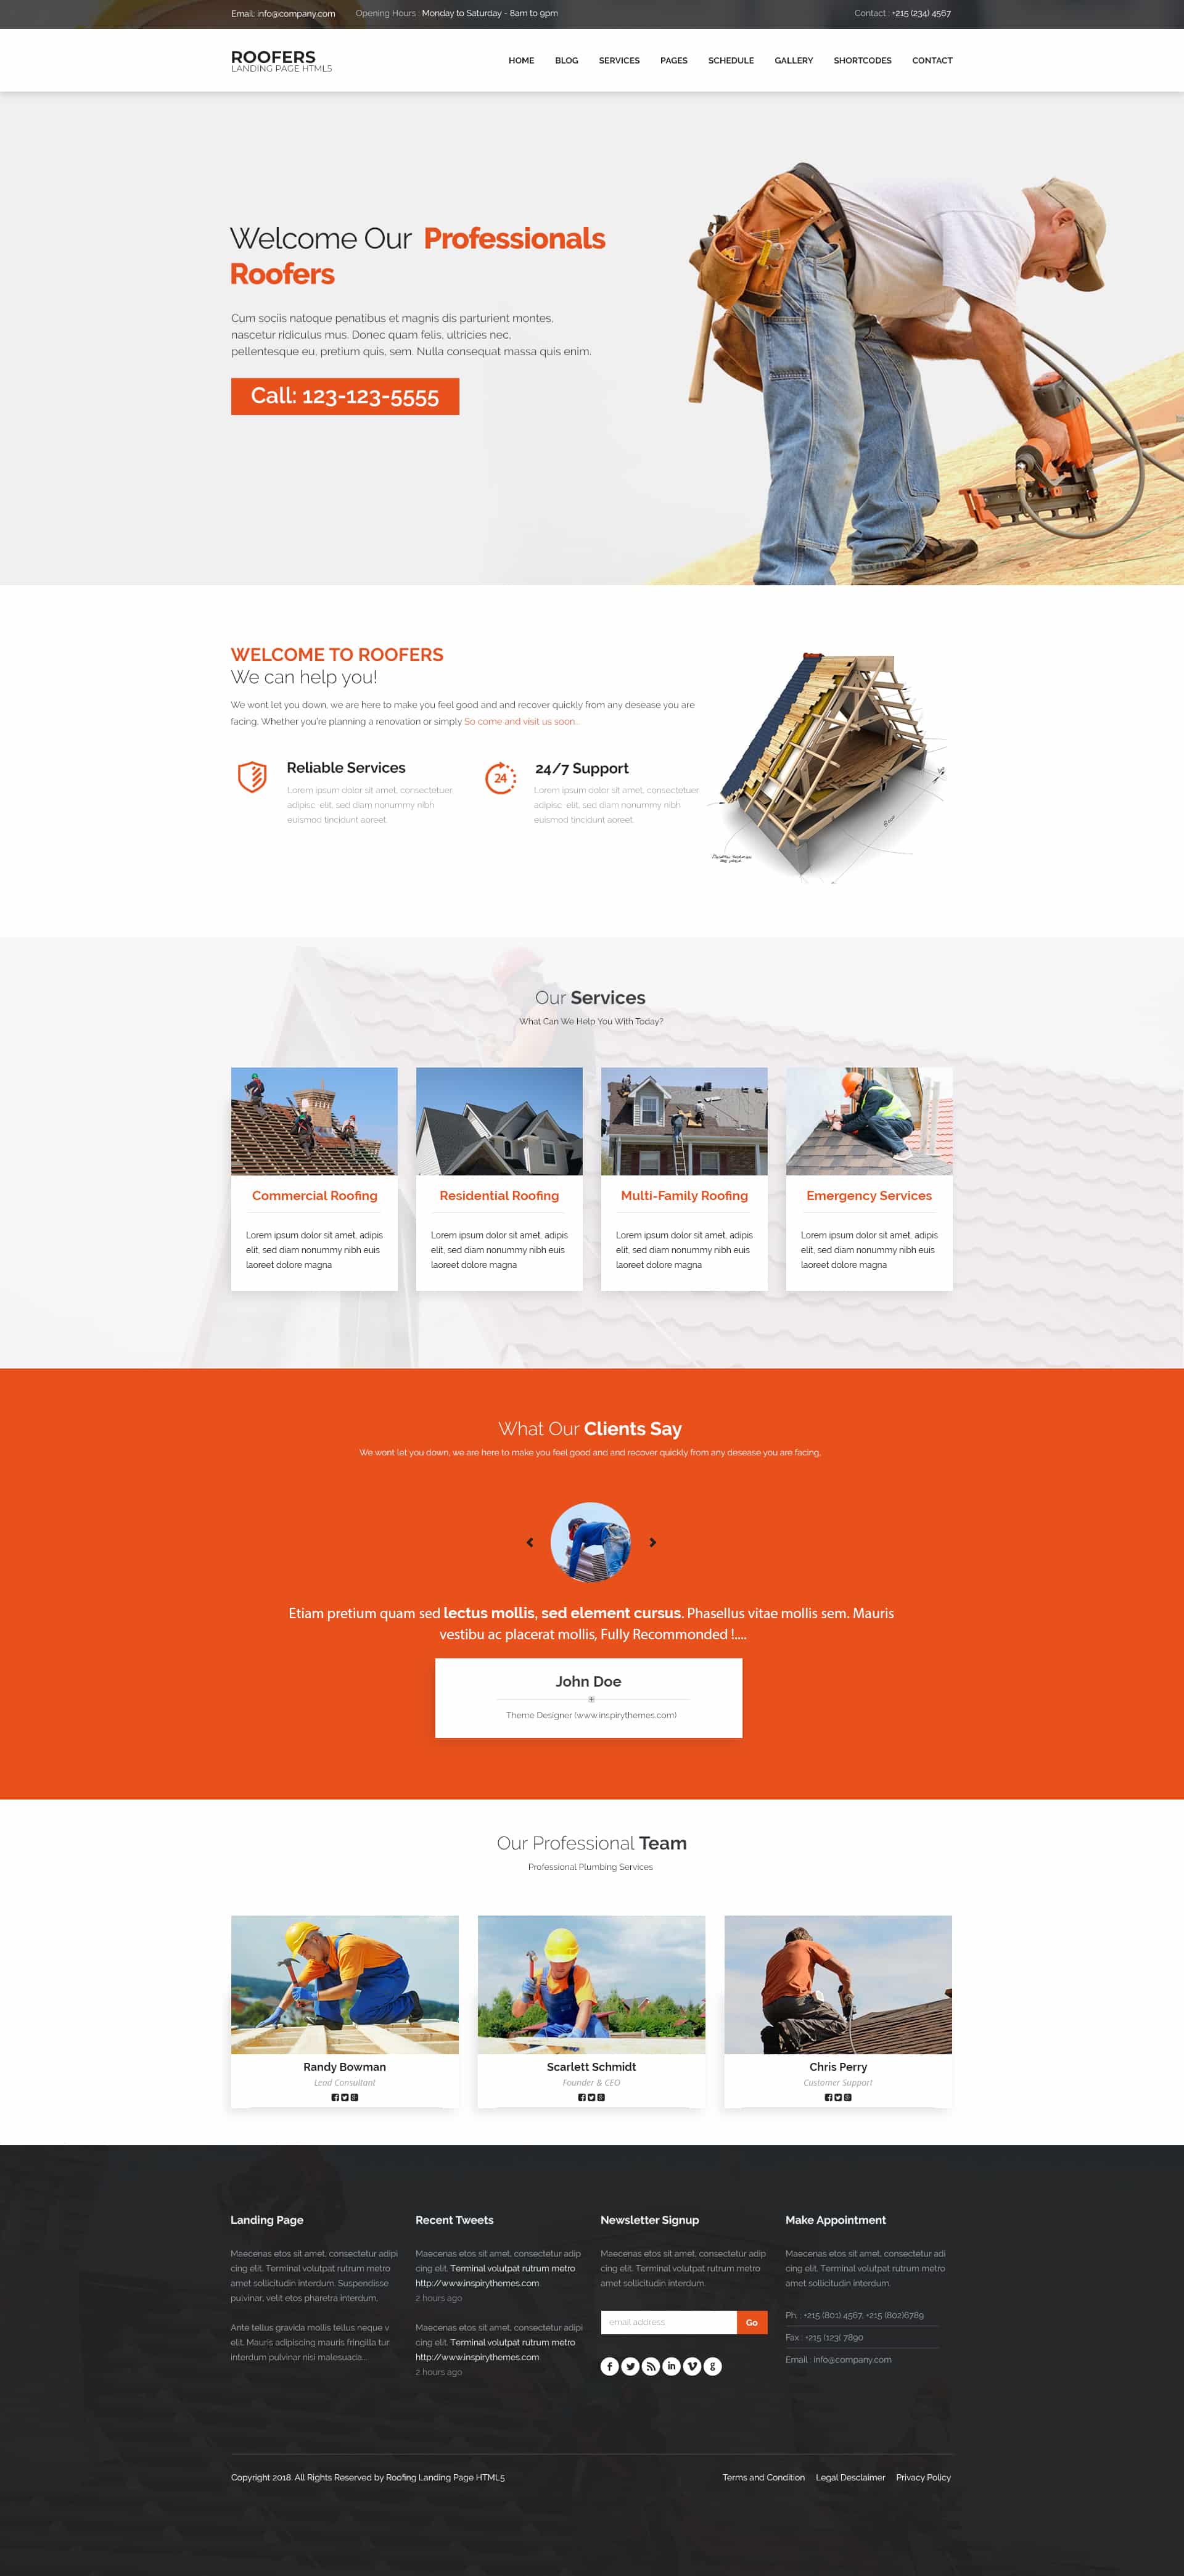 Email: info@company.com Opening Hours : Monday to Saturday - 8am to 9pm Contact : +215 (234) 4567
ROOFERS
LANDING PAGE HTML5
HOME BLOG SERVICES PAGES SCHEDULE GALLERY SHORTCODES CONTACT
Welcome Our Professionals
Roofers
Cum sociis natoque penatibus et magnis dis parturient montes,
nascetur ridiculus mus. Donec quam felis, ultricies nec,
pellentesque eu, pretium quis, sem. Nulla consequat massa quis enim.
Call: 123-123-5555
WELCOME TO ROOFERS
We can help you!
We wont let you down, we are here to make you feel good and and recover quickly from any desease you are
facing, Whether you're planning a renovation or simply So come and visit us soon..
Reliable Services
Lorem ipsum dolor sit amet, consectetuer
adipisc elit, sed diam nonummy nibh
euismod tincidunt aoreet.
24
24/7 Support
Lorem ipsum dolor sit amet, consectetuer
adipisc elit, sed diam nonummy nibh
euismod tincidunt aoreet.
Our Services
What Can We Help You With Today?
Commercial Roofing
Lorem ipsum dolor sit amet, adipis
elit, sed diam nonummy nibh euis
laoreet dolore magna
Residential Roofing
Lorem ipsum dolor sit amet, adipis
elit, sed diam nonummy nibh euis
laoreet dolore magna
Multi-Family Roofing
Lorem ipsum dolor sit amet, adipis
elit, sed diam nonummy nibh euis
laoreet dolore magna
Emergency Services
Lorem ipsum dolor sit amet, adipis
elit, sed diam nonummy nibh euis
laoreet dolore magna
What Our Clients Say
We wont let you down, we are here to make you feel good and and recover quickly from any desease you are facing,
Etiam pretium quam sed lectus mollis, sed element cursus. Phasellus vitae mollis sem. Mauris
vestibu ac placerat mollis, Fully Recommonded !....
John Doe
Theme Designer (www.inspirythemes.com)
Our Professional Team
Professional Plumbing Services
Randy Bowman
Lead Consultant
Scarlett Schmidt
Founder & CEO
Chris Perry
Customer Support
Landing Page
Maecenas etos sit amet, consectetur adipi
cing elit. Terminal volutpat rutrum metro
amet sollicitudin interdum. Suspendisse
pulvinar, velit etos pharetra interdum,
Ante tellus gravida mollis tellus neque v
elit. Mauris adipiscing mauris fringilla tur
interdum pulvinar nisi malesuada...
Recent Tweets
Maecenas etos sit amet, consectetur adip
cing elit. Terminal volutpat rutrum metro
http://www.inspirythemes.com
2 hours ago
Maecenas etos sit amet, consectetur adipi
cing elit. Terminal volutpat rutrum metro
http://www.inspirythemes.com
2 hours ago
Newsletter Signup
Maecenas etos sit amet, consectetur adip
cing elit. Terminal volutpat rutrum metro
amet sollicitudin interdum.
email address Go
Make Appointment
Maecenas etos sit amet, consectetur adi
cing elit. Terminal volutpat rutrum metro
amet sollicitudin interdum.
Ph. : +215 (801) 4567, +215 (802)6789
Fax : +215 (123( 7890
Email : info@company.com
Copyright 2018. All Rights Reserved by Roofing Landing Page HTML5
Terms and Condition Legal Desclaimer Privacy Policy